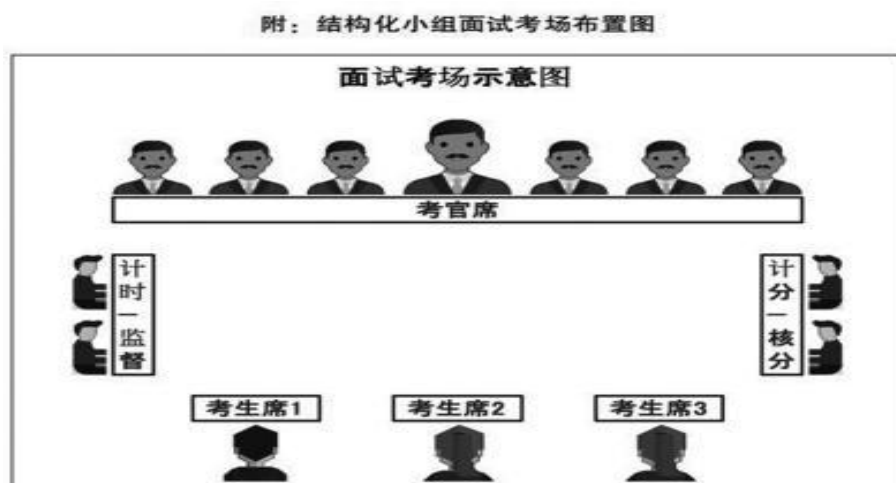 附：结构化小组面试考场布置图
面试考场示意图
考官席
计时—监督
计分—核分
考生席1
考生席2
考生席3